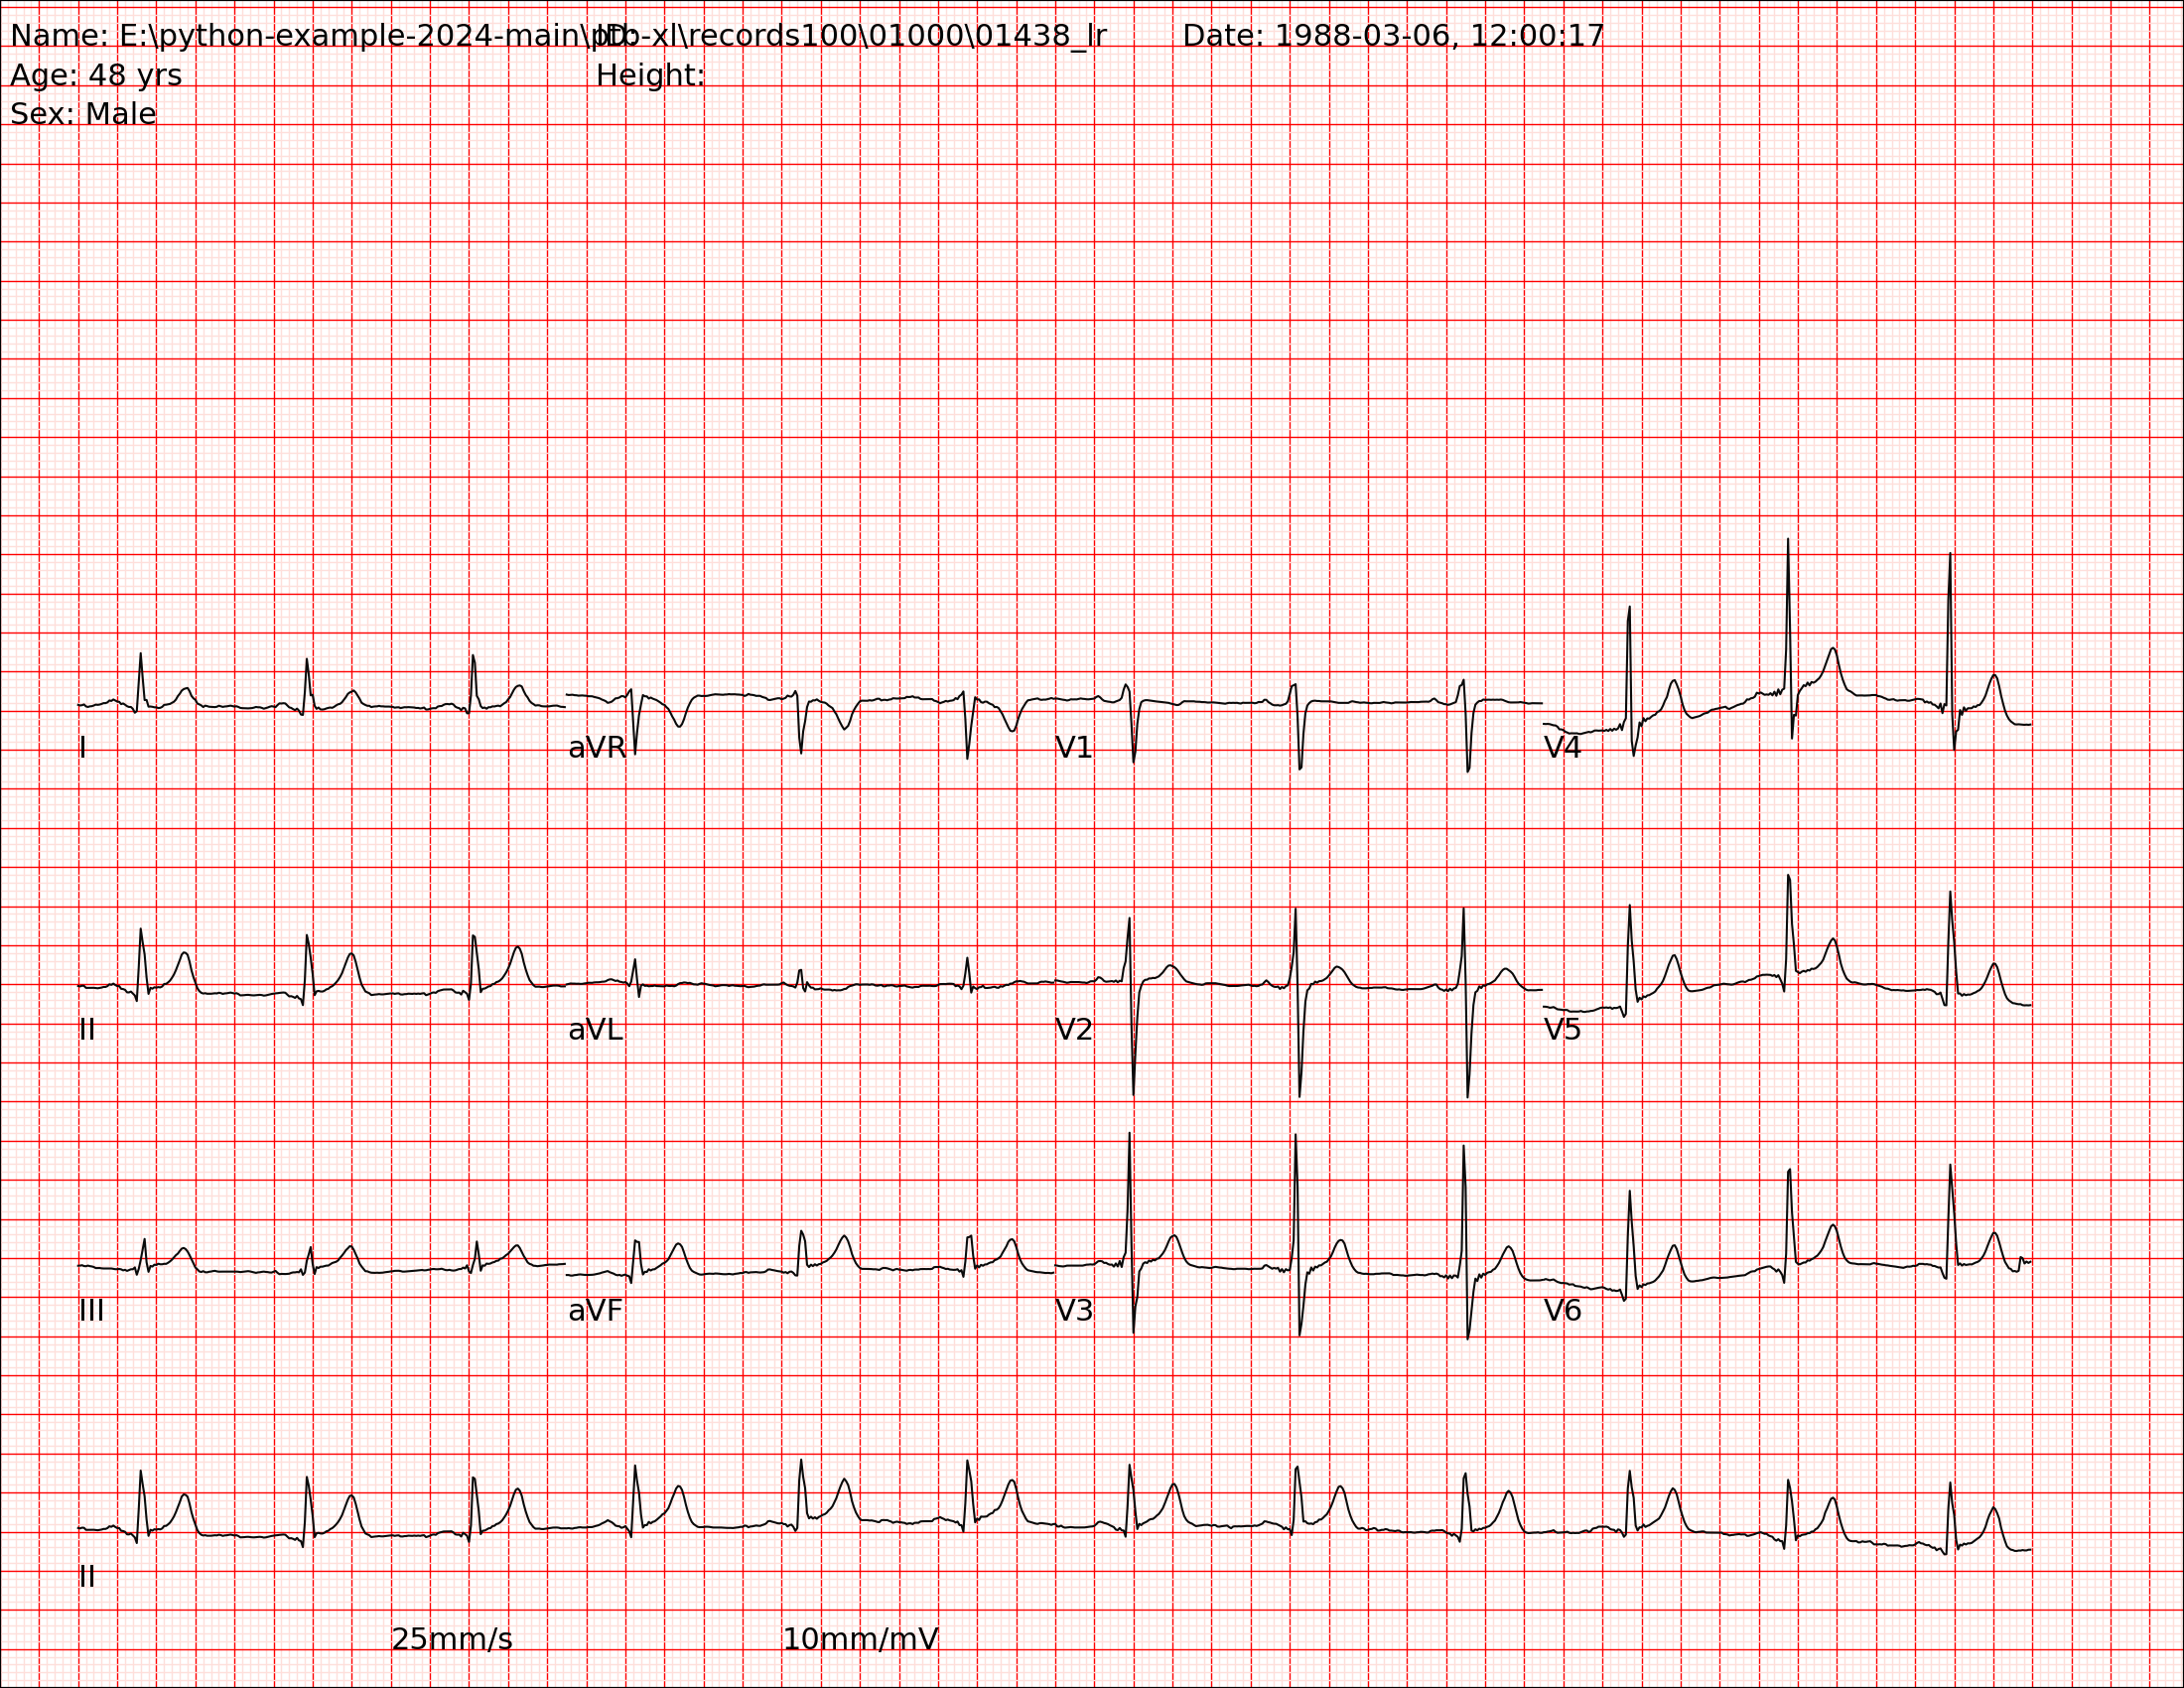 Name: E:\python-example-2024-main\ptb-xl\records100\01000\01438_lr ID: Date: 1988-03-06, 12:00:17
Age: 48 yrs Height:
Sex: Male
I aVR V1 V4
II aVL V2 V5
III aVF V3 V6
II
25mm/s 10mm/mV